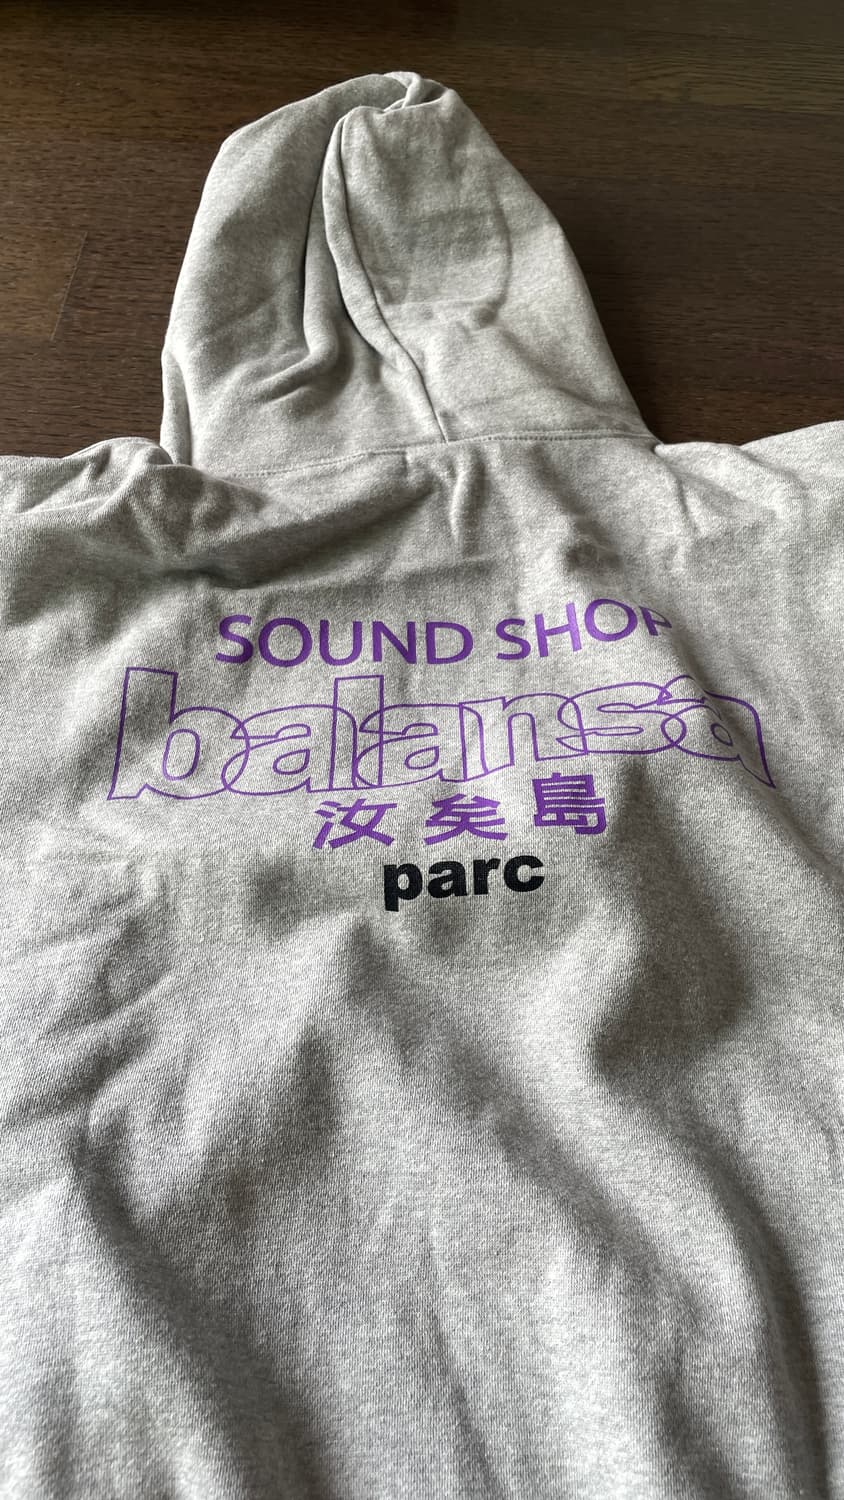 SOUND SHOP
balansa
汝矣島
parc